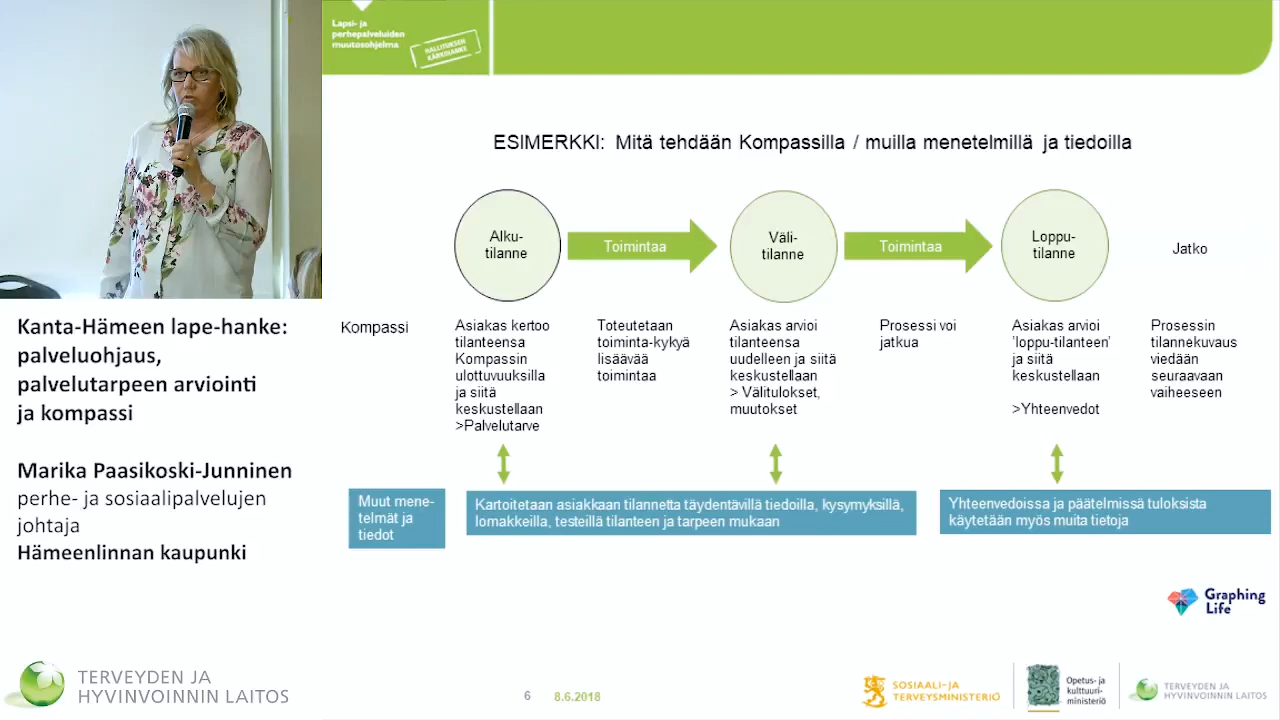 Lapsi- ja
perhepalveluiden
muutosohjelma
HALLITUKSEN
KÄRKIHANKE
ESIMERKKI: Mitä tehdään Kompassilla / muilla menetelmillä ja tiedoilla
Alku-
tilanne
Toimintaa
Väli-
tilanne
Toimintaa
Loppu-
tilanne
Jatko
Kanta-Hämeen lape-hanke:
palveluohjaus,
palvelutarpeen arviointi
ja kompassi
Marika Paasikoski-Junninen
perhe- ja sosiaalipalvelujen
johtaja
Hämeenlinnan kaupunki
Kompassi
Asiakas kertoo
tilanteensa
Kompassin
ulottuvuuksilla
ja siitä
keskustellaan
>Palvelutarve
Toteutetaan
toiminta-kykyä
lisäävää
toimintaa
Asiakas arvioi
tilanteensa
uudelleen ja siitä
keskustellaan
> Välitulokset,
muutokset
Prosessi voi
jatkua
Asiakas arvioi
'loppu-tilanteen'
ja siitä
keskustellaan
>Yhteenvedot
Prosessin
tilannekuvaus
viedään
seuraavaan
vaiheeseen
Muut mene-
telmät ja
tiedot
Kartoitetaan asiakkaan tilannetta täydentävillä tiedoilla, kysymyksillä,
lomakkeilla, testeillä tilanteen ja tarpeen mukaan
Yhteenvedoissa ja päätelmissä tuloksista
käytetään myös muita tietoja
Graphing
Life
TERVEYDEN JA
HYVINVOINNIN LAITOS
6
8.6.2018
SOSIAALI- JA
TERVEYSMINISTERIÖ
Opetus- ja
kulttuuri-
ministeriö
TERVEYDEN JA
HYVINVOINNIN LAITOS